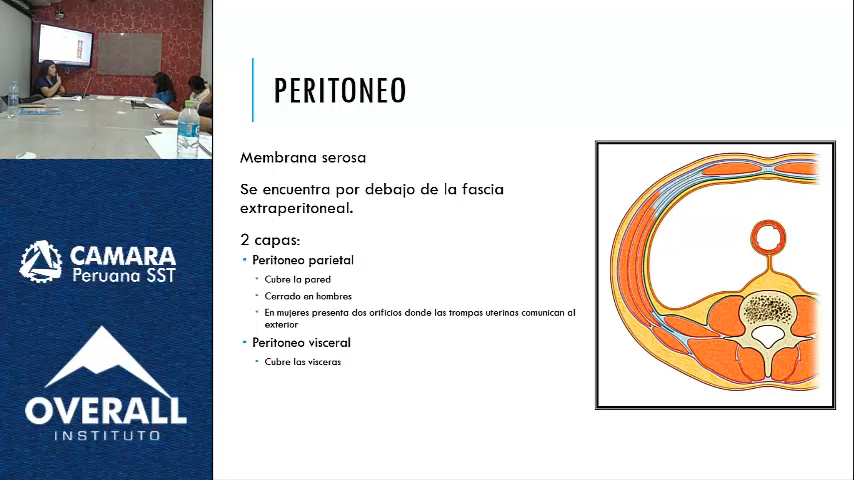 PERITONEO
Membrana serosa
Se encuentra por debajo de la fascia
extraperitoneal.
2 capas:
Peritoneo parietal
Cubre la pared
Cerrado en hombres
En mujeres presenta dos orificios donde las trompas uterinas comunican al
exterior
Peritoneo visceral
Cubre las vísceras
CAMARA
Peruana SST
OVERALL
INSTITUTO